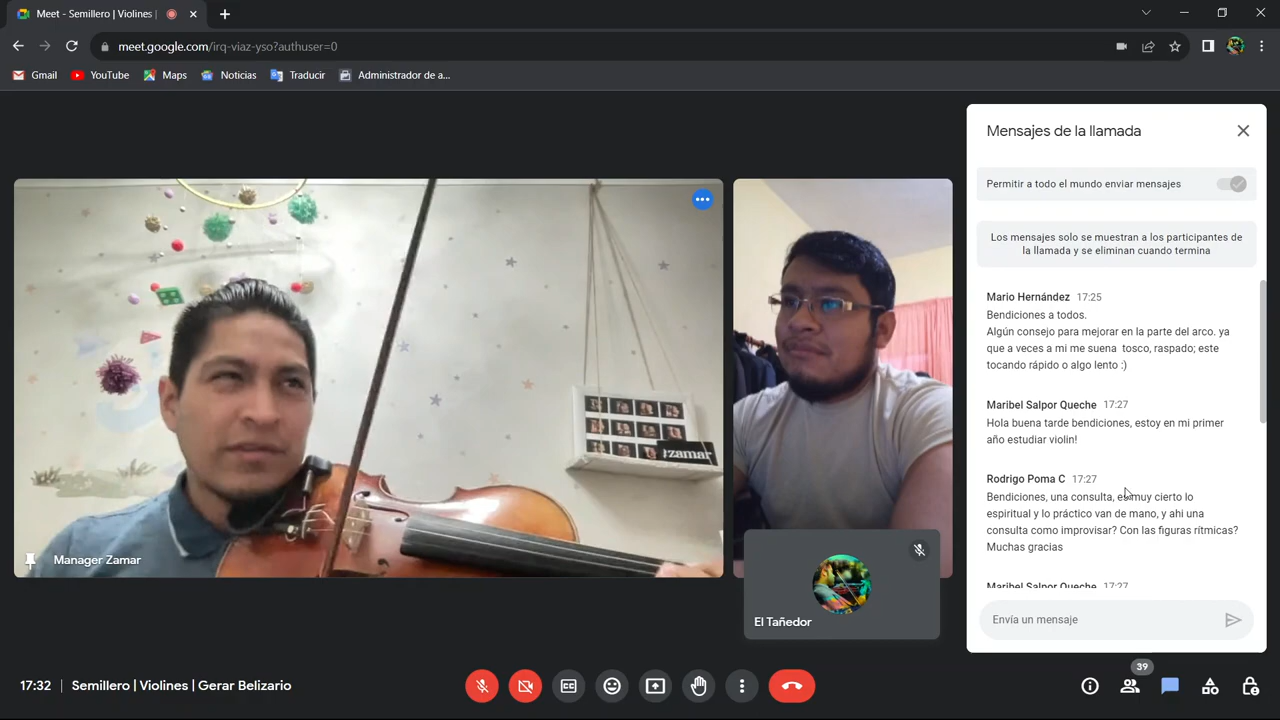 Meet - Semillero | Violines |
meet.google.com/irq-viaz-yso?authuser=0
Gmail
YouTube
Maps
Noticias
Traducir
Administrador de a...
Mensajes de la llamada
Permitir a todo el mundo enviar mensajes
Los mensajes solo se muestran a los participantes de
la llamada y se eliminan cuando termina
Mario Hernández 17:25
Bendiciones a todos.
Algún consejo para mejorar en la parte del arco. ya
que a veces a mi me suena tosco, raspado; este
tocando rápido o algo lento :)
Maribel Salpor Queche 17:27
Hola buena tarde bendiciones, estoy en mi primer
año estudiar violin!
Rodrigo Poma C 17:27
Bendiciones, una consulta, es muy cierto lo
espiritual y lo práctico van de mano, y ahi una
consulta como improvisar? Con las figuras rítmicas?
Muchas gracias
Maribel Salpor Queche 17:27
Envía un mensaje
zamar
Manager Zamar
El Tañedor
17:32 | Semillero | Violines | Gerar Belizario
39